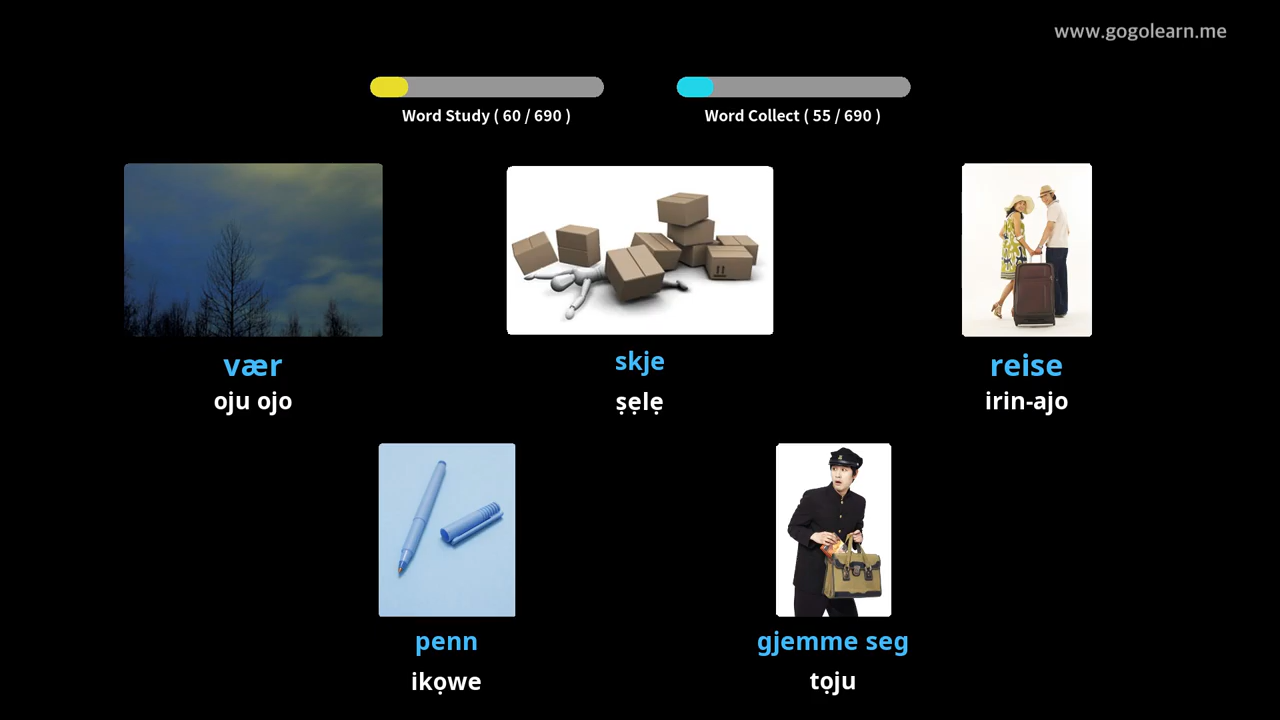 www.gogolearn.me
Word Study ( 60 / 690 )
Word Collect ( 55 / 690 )
vær
oju ojo
skje
ṣẹlẹ
reise
irin-ajo
penn
ikọwe
gjemme seg
tọju